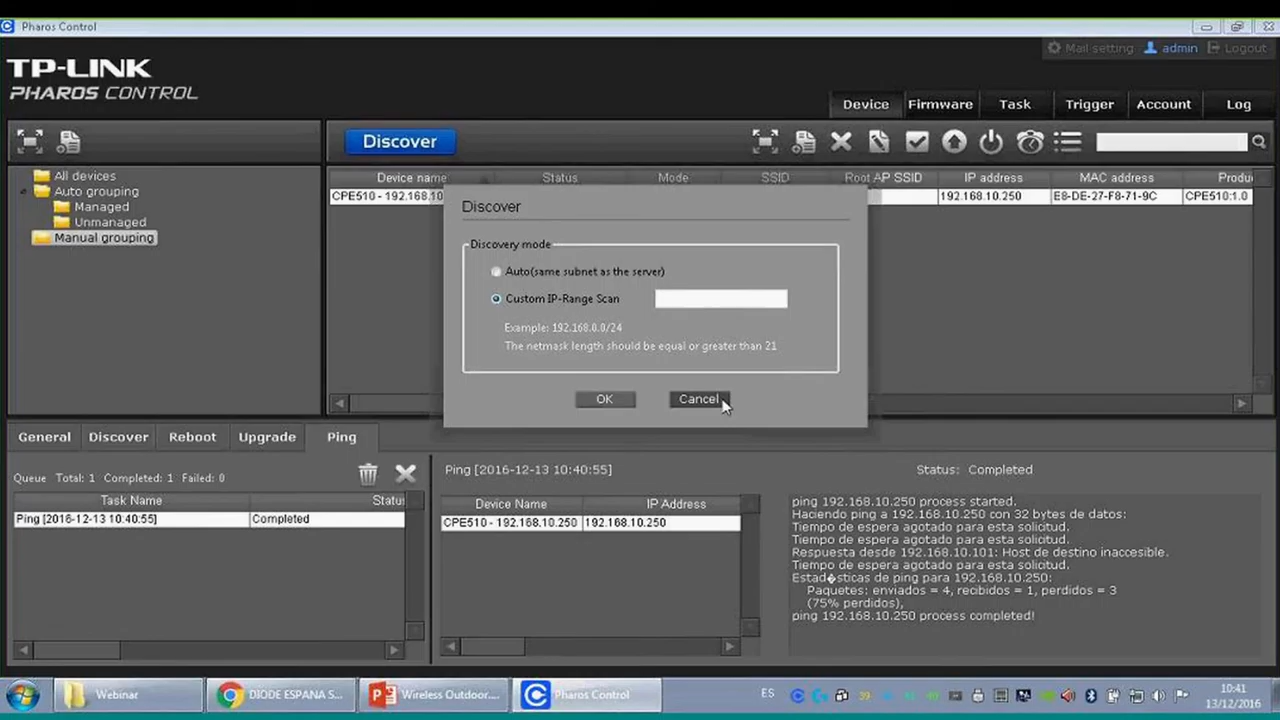 Pharos Control
Mail setting admin Logout
TP-LINK
PHAROS CONTROL
Device Firmware Task Trigger Account Log
Discover
All devices
Auto grouping
Managed
Unmanaged
Manual grouping
Device name Status Mode SSID Root AP SSID IP address MAC address Produ
CPE510 - 192.168.10 192.168.10.250 E8-DE-27-F8-71-9C CPE510:1.0
Discover
Discovery mode
Auto(same subnet as the server)
Custom IP-Range Scan
Example: 192.168.0.0/24
The netmask length should be equal or greater than 21
OK Cancel
General Discover Reboot Upgrade Ping
Queue Total: 1 Completed: 1 Failed: 0
Task Name Status
Ping [2016-12-13 10:40:55] Completed
Ping [2016-12-13 10:40:55] Status: Completed
Device Name IP Address
CPE510 - 192.168.10.250 192.168.10.250
ping 192.168.10.250 process started.
Haciendo ping a 192.168.10.250 con 32 bytes de datos:
Tiempo de espera agotado para esta solicitud.
Tiempo de espera agotado para esta solicitud.
Respuesta desde 192.168.10.101: Host de destino inaccesible.
Tiempo de espera agotado para esta solicitud.
Estad�sticas de ping para 192.168.10.250:
Paquetes: enviados = 4, recibidos = 1, perdidos = 3
(75% perdidos),
ping 192.168.10.250 process completed!
Webinar DIODE ESPANA S... Wireless Outdoor... Pharos Control ES 39 10:41
13/12/2016